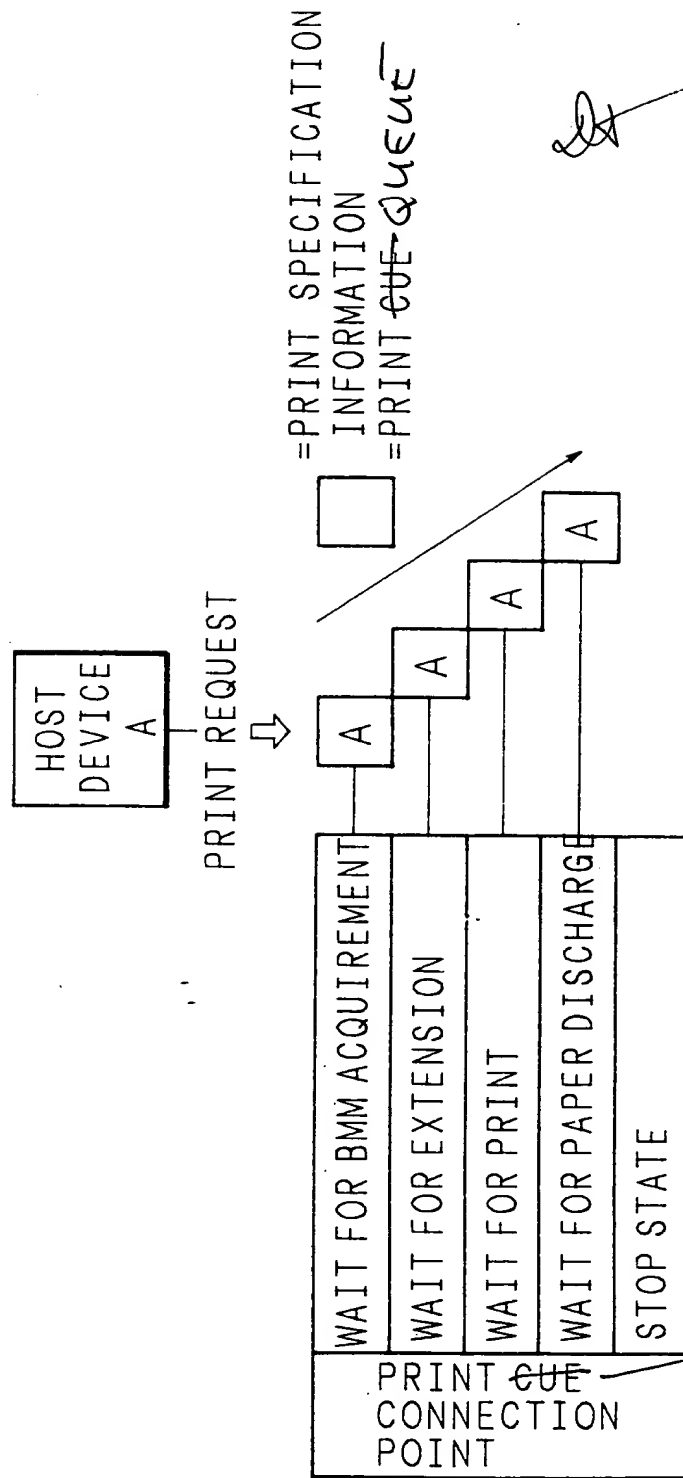 HOST
DEVICE
A
PRINT REQUEST
=PRINT SPECIFICATION
INFORMATION
=PRINT CUE QUEUE
A
A
A
A
WAIT FOR BMM ACQUIREMENT
WAIT FOR EXTENSION
WAIT FOR PRINT
WAIT FOR PAPER DISCHARGE
STOP STATE
PRINT CUE
CONNECTION
POINT